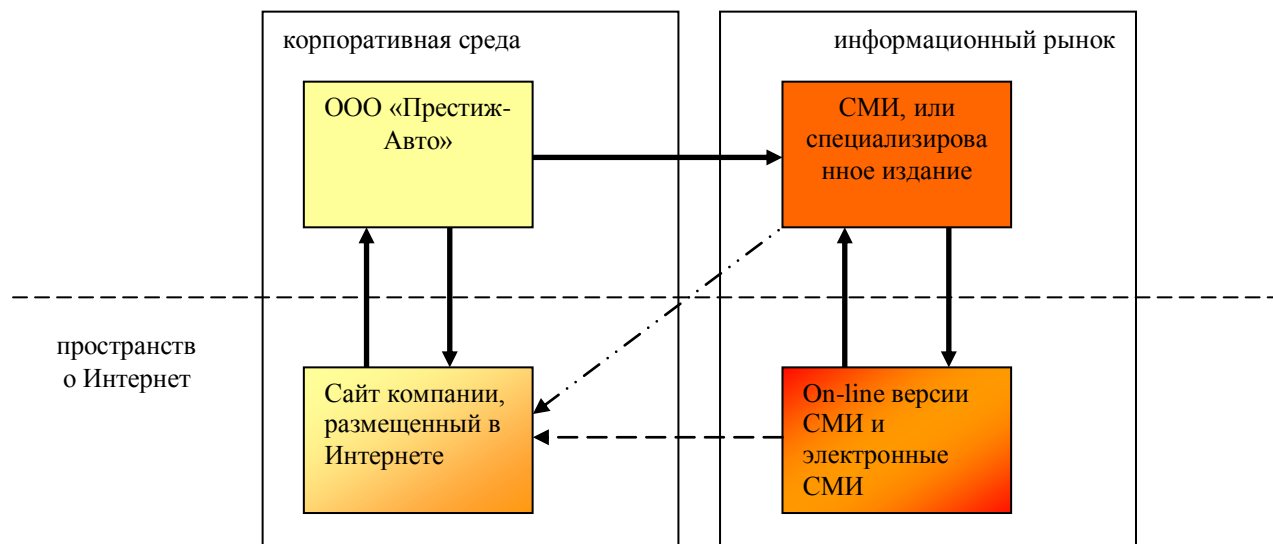 корпоративная среда
информационный рынок
ООО «Престиж-
Авто»
СМИ, или
специализирова
нное издание
пространств
о Интернет
Сайт компании,
размещенный в
Интернете
On-line версии
СМИ и
электронные
СМИ